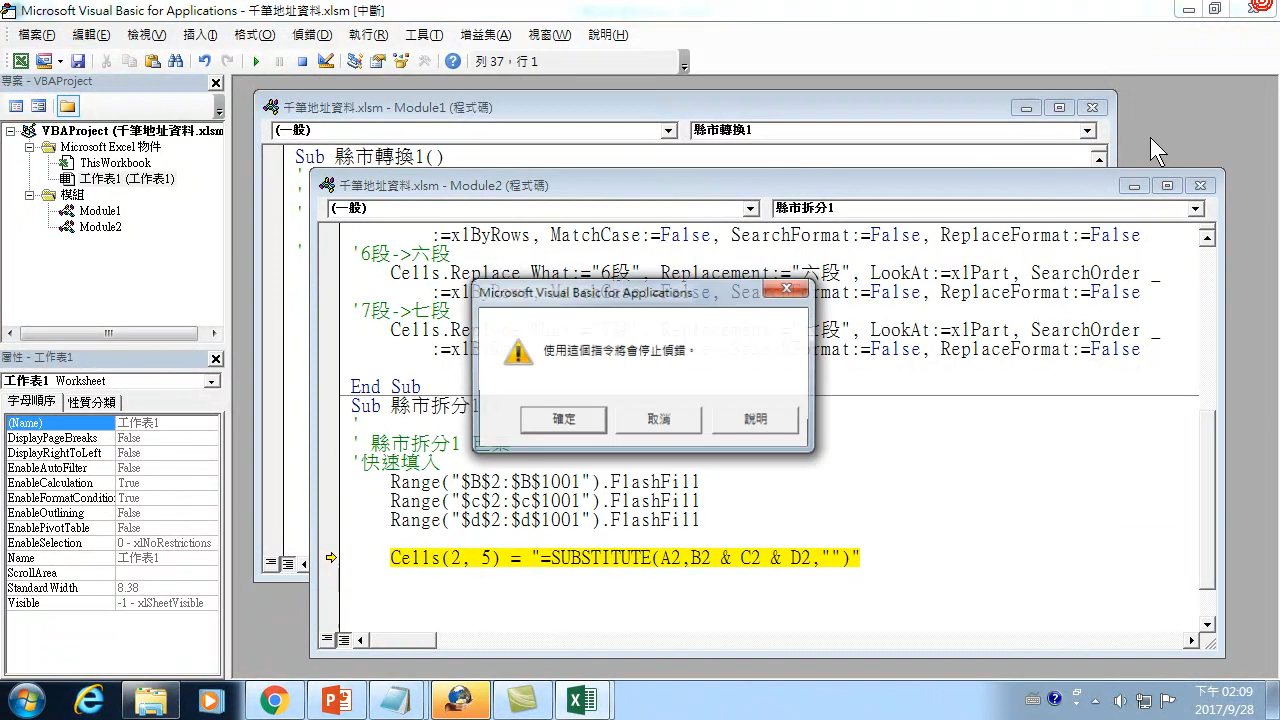 Microsoft Visual Basic for Applications - 千筆地址資料.xlsm [中斷]
檔案(F) 編輯(E) 檢視(V) 插入(I) 格式(O) 偵錯(D) 執行(R) 工具(T) 增益集(A) 視窗(W) 說明(H)
列 37，行 1
專案 - VBAProject
VBAProject (千筆地址資料.xlsm
Microsoft Excel 物件
ThisWorkbook
工作表1 (工作表1)
模組
Module1
Module2
屬性 - 工作表1
工作表1 Worksheet
字母順序 性質分類
(Name) 工作表1
DisplayPageBreaks False
DisplayRightToLeft False
EnableAutoFilter False
EnableCalculation True
EnableFormatConditio True
EnableOutlining False
EnablePivotTable False
EnableSelection 0 - xlNoRestrictions
Name 工作表1
ScrollArea
StandardWidth 8.38
Visible -1 - xlSheetVisible
千筆地址資料.xlsm - Module1 (程式碼)
(一般) 縣市轉換1
Sub 縣市轉換1()
千筆地址資料.xlsm - Module2 (程式碼)
(一般) 縣市拆分1
:=xlByRows, MatchCase:=False, SearchFormat:=False, ReplaceFormat:=False
'6段->六段
Cells.Replace What:="6段", Replacement:="六段", LookAt:=xlPart, SearchOrder _
False, ReplaceFormat:=False
'7段->七段
LookAt:=xlPart, SearchOrder _
False, ReplaceFormat:=False
End Sub
Sub 縣市拆分1
'
' 縣市拆分1
'快速填入
Range("$B$2:$B$1001").FlashFill
Range("$c$2:$c$1001").FlashFill
Range("$d$2:$d$1001").FlashFill
Cells(2, 5) = "=SUBSTITUTE(A2,B2 & C2 & D2,"")"
Microsoft Visual Basic for Applications
使用這個指令將會停止偵錯。
確定 取消 說明
下午 02:09
2017/9/28